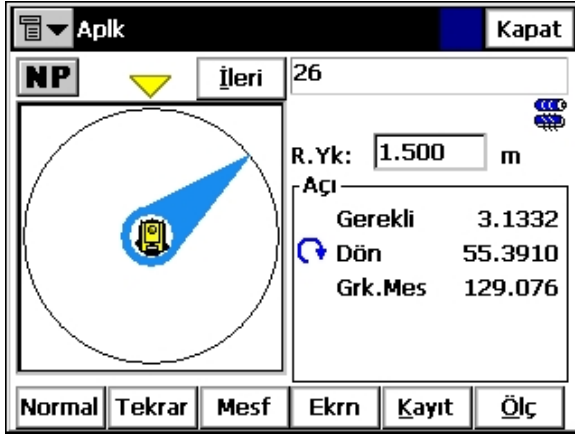 Aplk Kapat
NP İleri 26
R.Yk: 1.500 m
Açı
Gerekli 3.1332
Dön 55.3910
Grk.Mes 129.076
Normal Tekrar Mesf Ekrn Kayıt Ölç